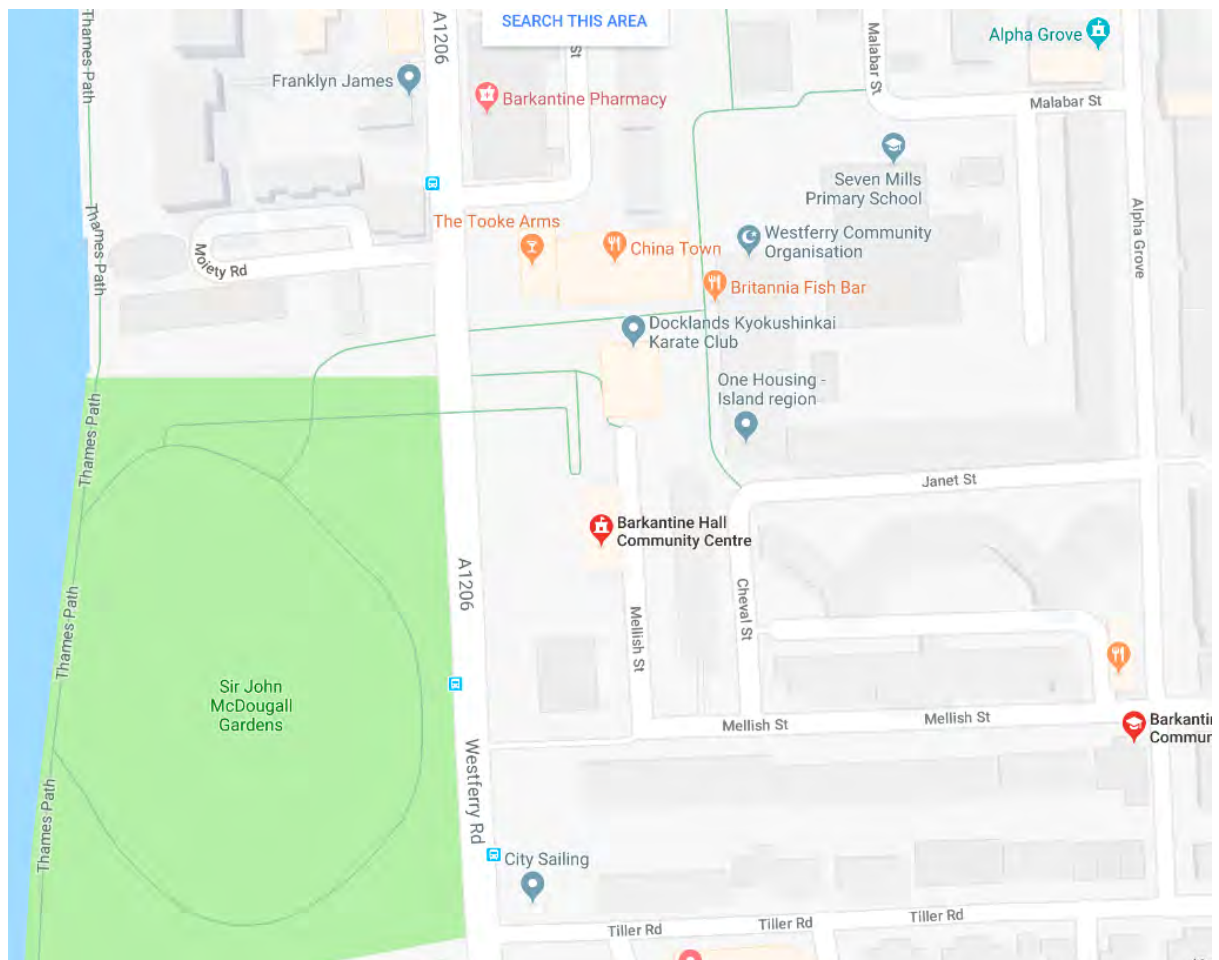 SEARCH THIS AREA
A1206
St
Malabar St
Alpha Grove
Thames Path
Franklyn James
Barkantine Pharmacy
Malabar St
Seven Mills
Primary School
Thames-Path
The Tooke Arms
Westferry Community
Organisation
Alpha Grove
Moiety Rd
China Town
Britannia Fish Bar
Docklands Kyokushinkai
Karate Club
One Housing -
Island region
Thames-Path
Janet St
Barkantine Hall
Community Centre
A1206
Cheval St
Thames-Path
Mellish St
Sir John
McDougall
Gardens
Mellish St
Mellish St
Barkanti
Commur
Westferry Rd
Thames-Path
City Sailing
Tiller Rd
Tiller Rd
Tiller Rd